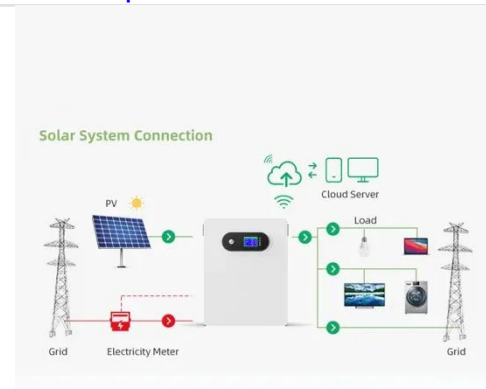 Solar System Connection
Cloud Server
PV
Load
Grid
Electricity Meter
Grid